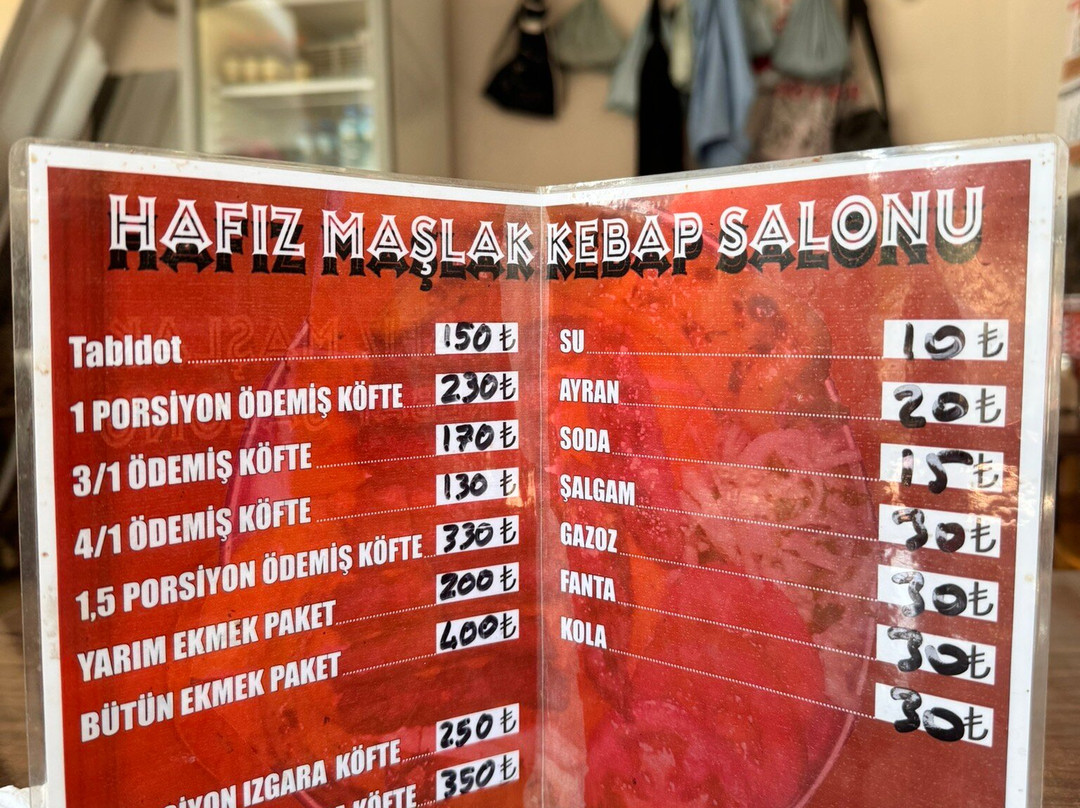 HAFIZ MAŞLAK KEBAP SALONU
Tabldot 150 ₺
1 PORSİYON ÖDEMİŞ KÖFTE 230 ₺
3/1 ÖDEMİŞ KÖFTE 170 ₺
4/1 ÖDEMİŞ KÖFTE 130 ₺
1,5 PORSİYON ÖDEMİŞ KÖFTE 330 ₺
YARIM EKMEK PAKET 200 ₺
BÜTÜN EKMEK PAKET 400 ₺
IZGARA KÖFTE 250 ₺
KÖFTE 350 ₺
SU 10 ₺
AYRAN 20 ₺
SODA 15 ₺
ŞALGAM 30 ₺
GAZOZ 30 ₺
FANTA 30 ₺
KOLA 30 ₺